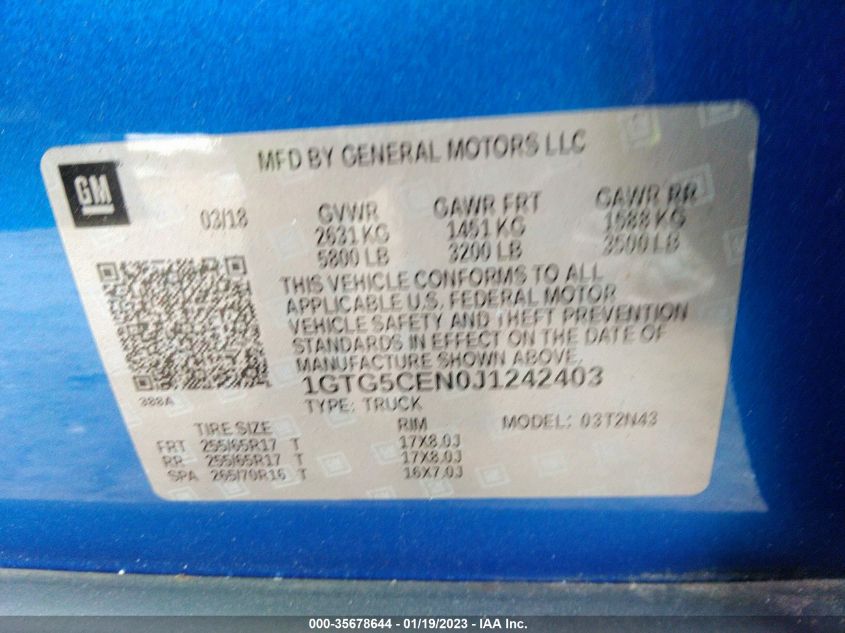 MFD BY GENERAL MOTORS LLC
GM
03/18 GVWR GAWR FRT GAWR RR
2631 KG 1451 KG 1588 KG
5800 LB 3200 LB 3500 LB
THIS VEHICLE CONFORMS TO ALL
APPLICABLE U.S. FEDERAL MOTOR
VEHICLE SAFETY AND THEFT PREVENTION
STANDARDS IN EFFECT ON THE DATE OF
MANUFACTURE SHOWN ABOVE.
388A
1GTG5CEN0J1242403
TYPE: TRUCK
TIRE SIZE RIM MODEL: 03T2N43
FRT 255/65R17 T 17X8.0J
RR 255/65R17 T 17X8.0J
SPA 265/70R16 T 16X7.0J
000-35678644 — 01/19/2023 — IAA Inc.